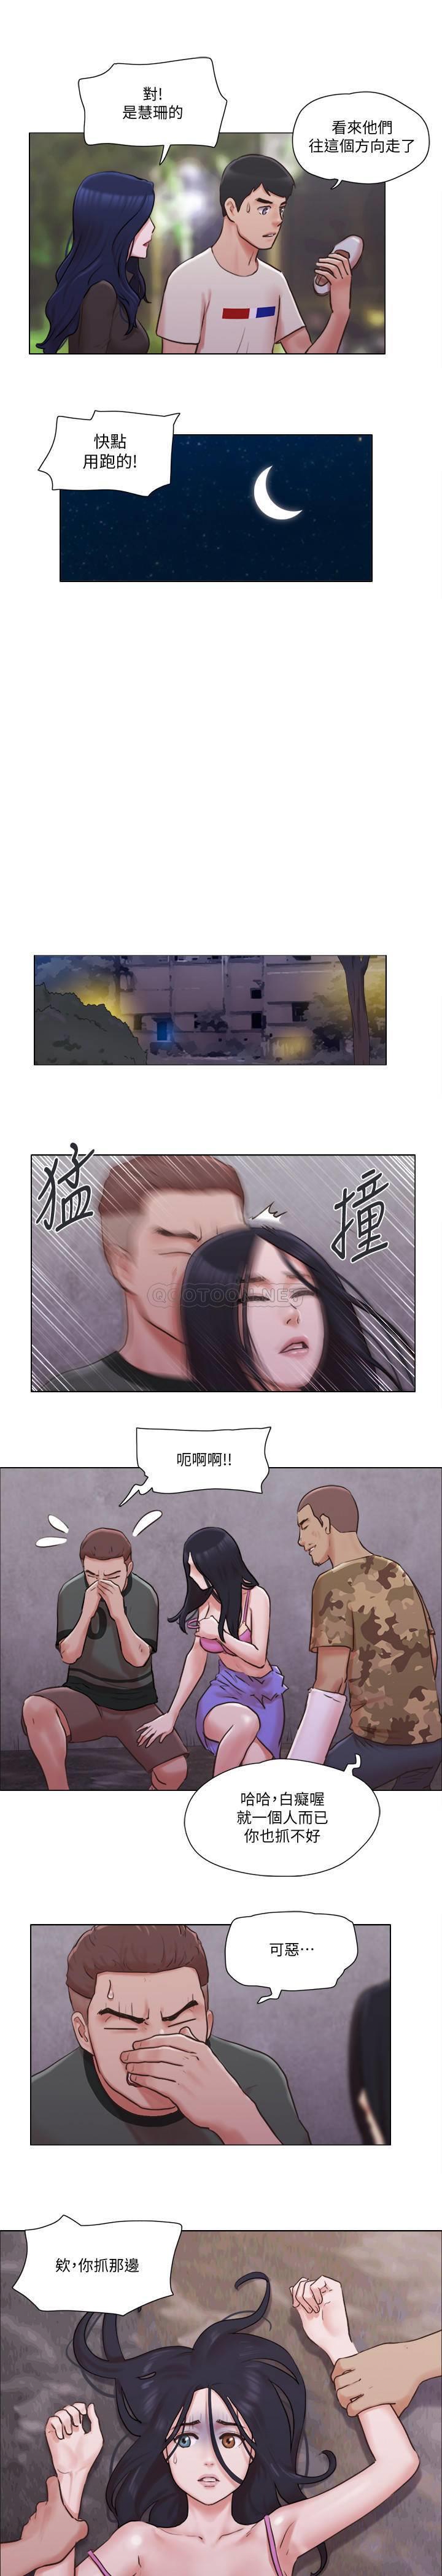 對!
是慧珊的
看來他們
往這個方向走了
快點
用跑的!
猛
撞
QOOTOON.NET
呃啊啊!!
哈哈,白癡喔
就一個人而已
你也抓不好
可惡…
欸,你抓那邊